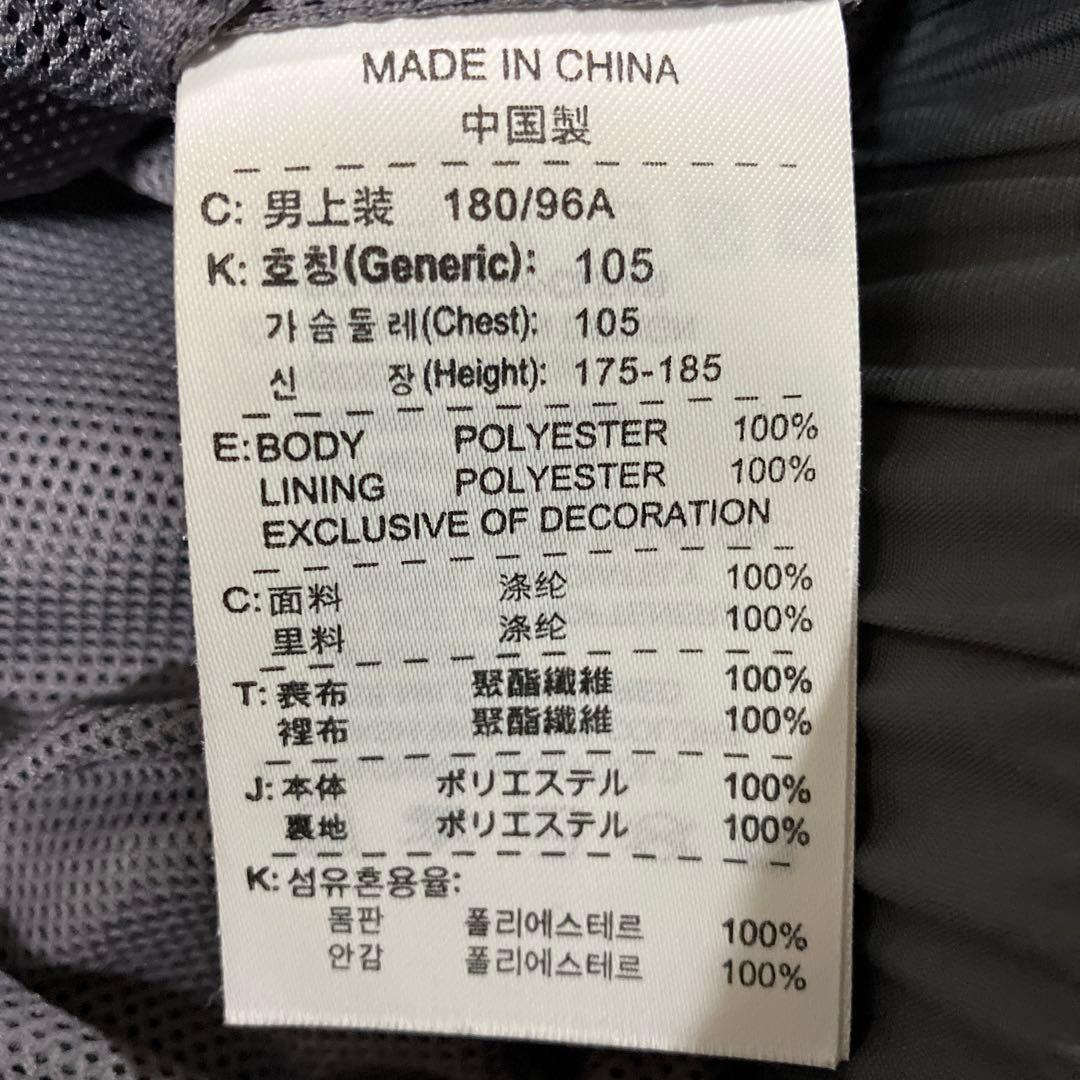 MADE IN CHINA
中国製
C: 男上装 180/96A
K: 호칭(Generic): 105
가슴둘레(Chest): 105
신 장(Height): 175-185
E: BODY POLYESTER 100%
LINING POLYESTER 100%
EXCLUSIVE OF DECORATION
C: 面料 涤纶 100%
里料 涤纶 100%
T: 表布 聚酯纖維 100%
裡布 聚酯纖維 100%
J: 本体 ポリエステル 100%
裏地 ポリエステル 100%
K: 섬유혼용율:
몸판 폴리에스테르 100%
안감 폴리에스테르 100%